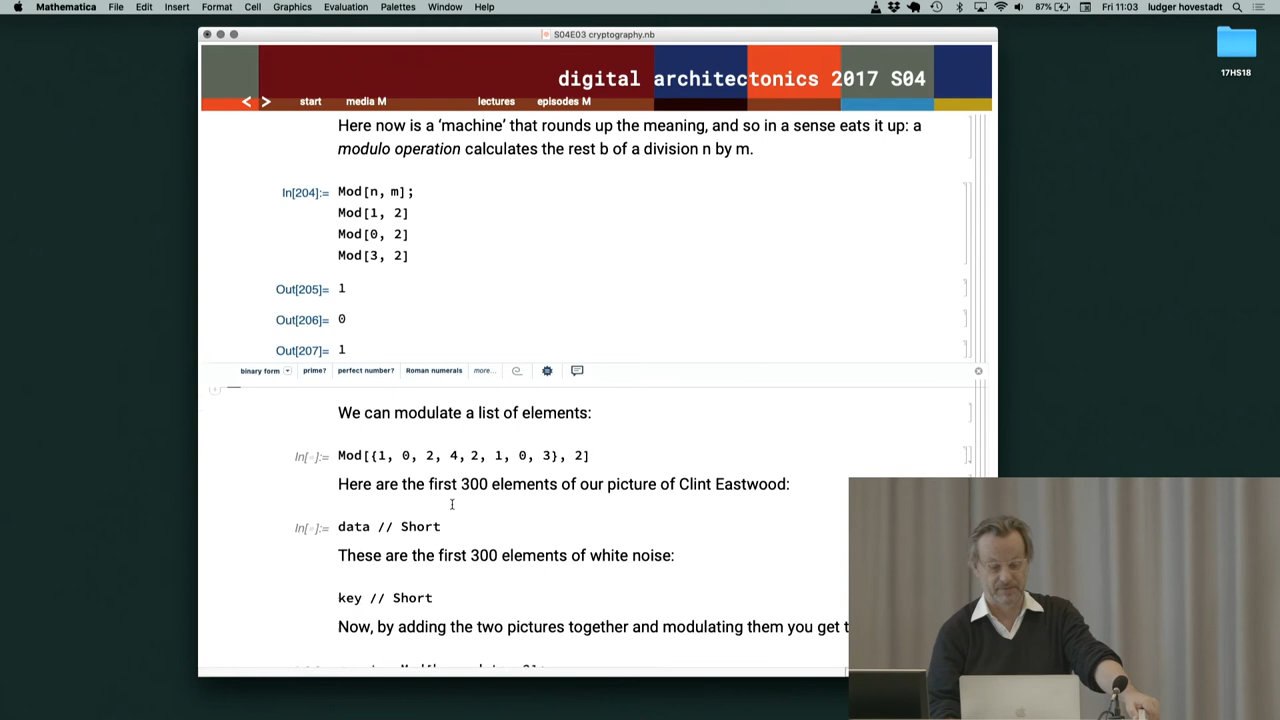 Mathematica File Edit Insert Format Cell Graphics Evaluation Palettes Window Help 87% Fri 11:03 ludger hovestadt
S04E03 cryptography.nb
17HS18
digital architectonics 2017 S04
< > start media M lectures episodes M
Here now is a ‘machine’ that rounds up the meaning, and so in a sense eats it up: a
modulo operation calculates the rest b of a division n by m.
In[204]:= Mod[n, m];
Mod[1, 2]
Mod[0, 2]
Mod[3, 2]
Out[205]= 1
Out[206]= 0
Out[207]= 1
binary form prime? perfect number? Roman numerals more...
We can modulate a list of elements:
In[ ]:= Mod[{1, 0, 2, 4, 2, 1, 0, 3}, 2]
Here are the first 300 elements of our picture of Clint Eastwood:
In[ ]:= data // Short
These are the first 300 elements of white noise:
key // Short
Now, by adding the two pictures together and modulating them you get